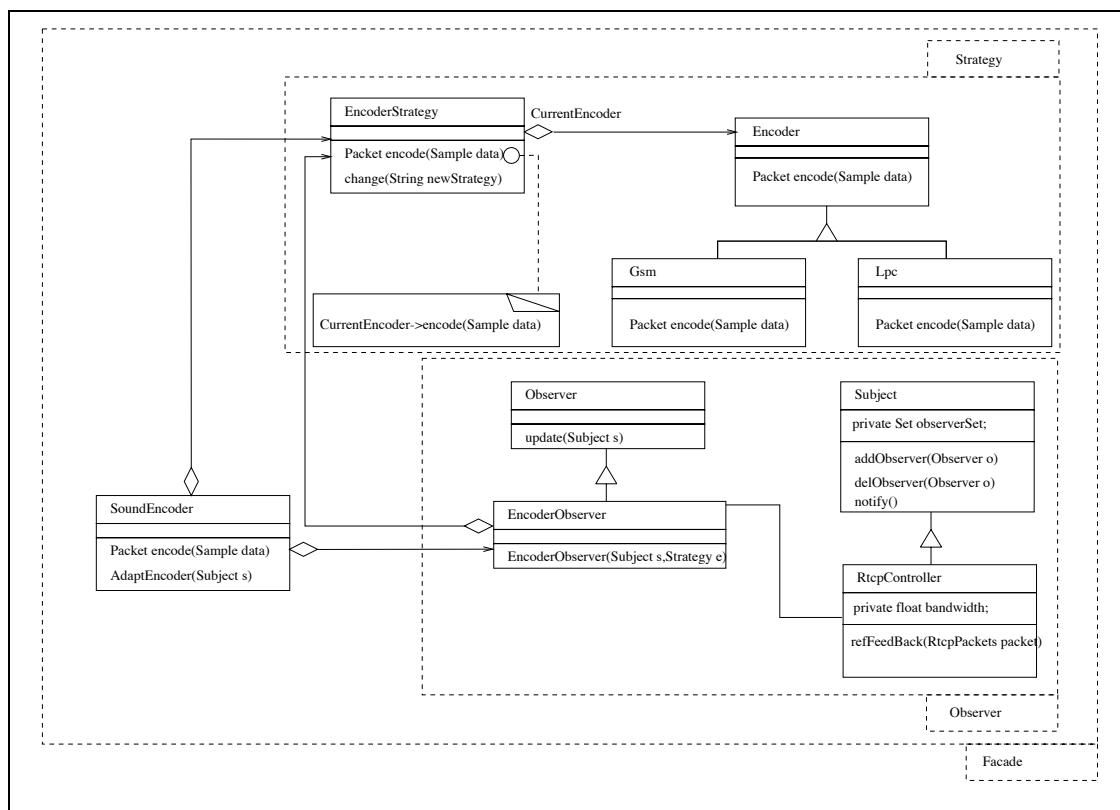 Strategy
EncoderStrategy
Packet encode(Sample data)
change(String newStrategy)
CurrentEncoder
Encoder
Packet encode(Sample data)
Gsm
Packet encode(Sample data)
Lpc
Packet encode(Sample data)
CurrentEncoder->encode(Sample data)
Observer
update(Subject s)
Subject
private Set observerSet;
addObserver(Observer o)
delObserver(Observer o)
notify()
SoundEncoder
Packet encode(Sample data)
AdaptEncoder(Subject s)
EncoderObserver
EncoderObserver(Subject s,Strategy e)
RtcpController
private float bandwidth;
refFeedBack(RtcpPackets packet)
Observer
Facade